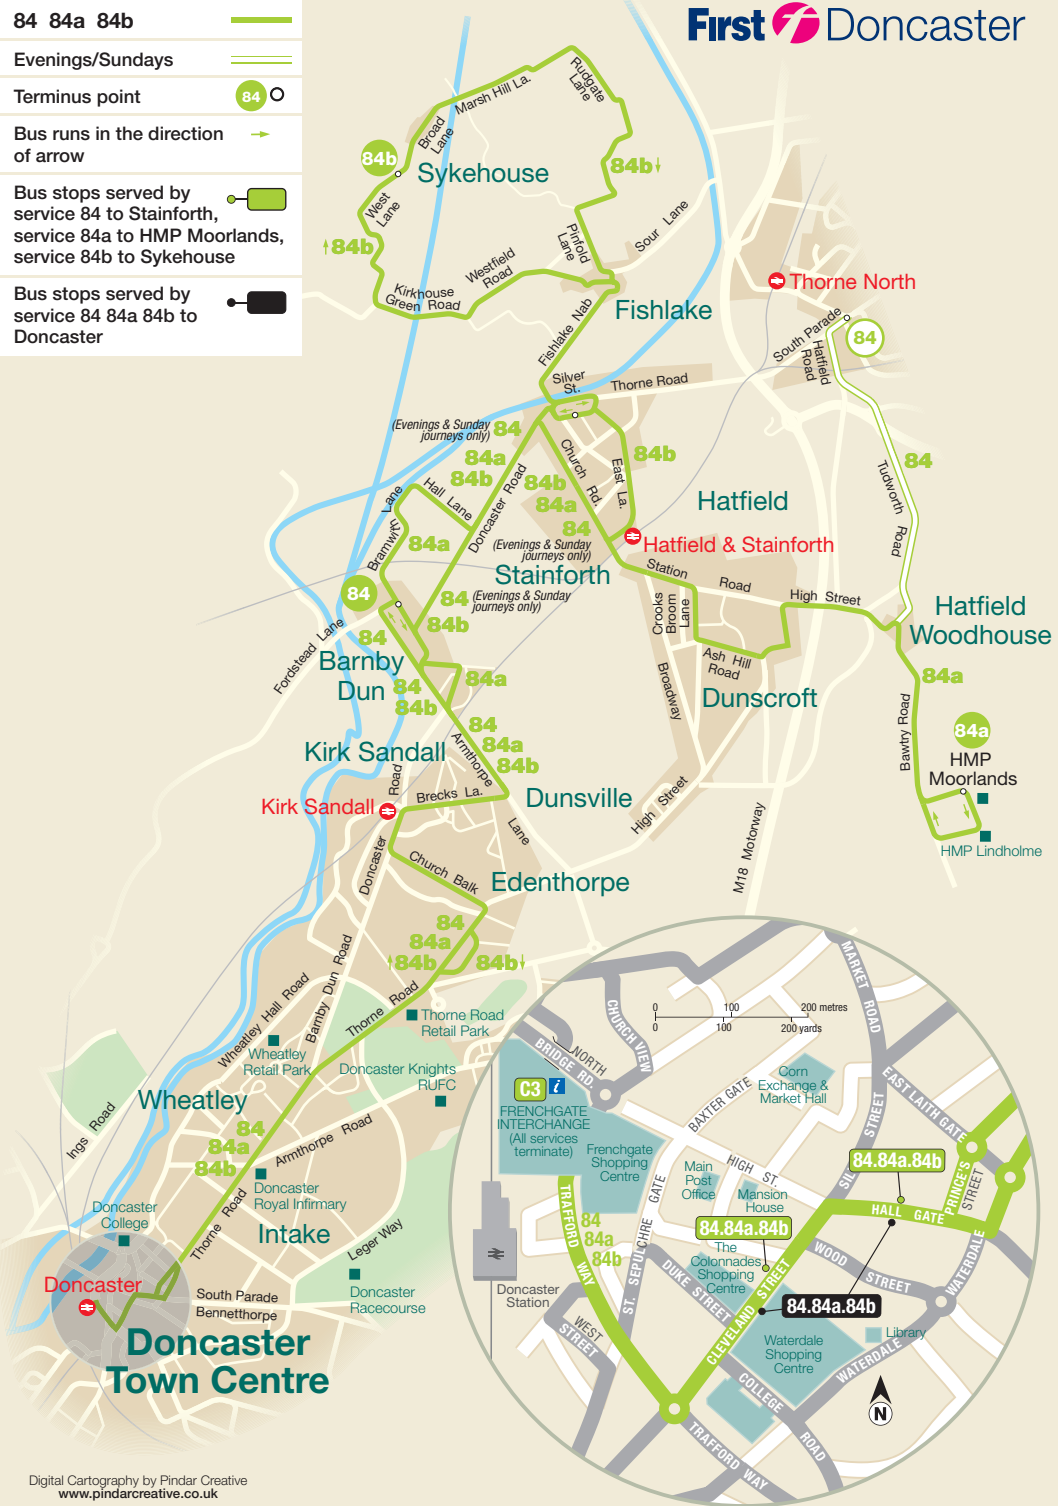 84 84a 84b
Evenings/Sundays
Terminus point
84
Bus runs in the direction
of arrow
Bus stops served by
service 84 to Stainforth,
service 84a to HMP Moorlands,
service 84b to Sykehouse
Bus stops served by
service 84 84a 84b to
Doncaster
First Doncaster
Rudgate
Lane
Marsh Hill La.
Broad
Lane
84b
Sykehouse
84b
West
Lane
84b
Pinfold
Lane
Sour Lane
Westfield
Road
Kirkhouse
Green Road
Fishlake
Thorne North
South Parade
84
Hatfield
Road
Fishlake Nab
Silver
St.
Thorne Road
(Evenings & Sunday
journeys only)
84
84a
84b
Church Rd.
East La.
84b
84
Tudworth
Road
Hall Lane
Bramwith
Lane
Doncaster Road
84b
84a
84
(Evenings & Sunday
journeys only)
Hatfield
Hatfield & Stainforth
84a
Stainforth
Station
Road
84
84
(Evenings & Sunday
journeys only)
84b
Crooks
Broom
Lane
High Street
Hatfield
Woodhouse
Fordstead Lane
84
Barnby
Dun
84
84b
84a
Ash Hill
Road
Dunscroft
Broadway
84a
Bawtry Road
84a
HMP
Moorlands
84
84a
84b
Kirk Sandall
Armthorpe
Lane
Road
Kirk Sandall
Brecks La.
Dunsville
High Street
M18 Motorway
HMP Lindholme
Doncaster
Church Balk
Edenthorpe
84
84a
84b
84b
Barnby Dun Road
Wheatley Hall Road
Thorne Road
Thorne Road
Retail Park
Wheatley
Retail Park
Doncaster Knights
RUFC
Wheatley
Ings Road
84
84a
84b
Armthorpe Road
Doncaster
Royal Infirmary
Doncaster
College
Thorne Road
Intake
Leger Way
Doncaster
South Parade
Bennetthorpe
Doncaster
Racecourse
Doncaster
Town Centre
0 100 200 metres
0 100 200 yards
MARKET ROAD
CHURCH VIEW
NORTH
BRIDGE RD.
C3
i
FRENCHGATE
INTERCHANGE
(All services
terminate)
BAXTER GATE
Corn
Exchange &
Market Hall
EAST LAITH GATE
Frenchgate
Shopping
Centre
HIGH ST.
Main
Post
Office
Mansion
House
84.84a.84b
PRINCE'S
STREET
HALL GATE
84.84a.84b
TRAFFORD
WAY
84
84a
84b
ST. SEPULCHRE GATE
The
Colonnades
Shopping
Centre
WOOD STREET
WATERDALE
DUKE STREET
CLEVELAND STREET
84.84a.84b
Doncaster
Station
WEST
STREET
Waterdale
Shopping
Centre
Library
WATERDALE
COLLEGE
ROAD
TRAFFORD WAY
N
Digital Cartography by Pindar Creative
www.pindarcreative.co.uk